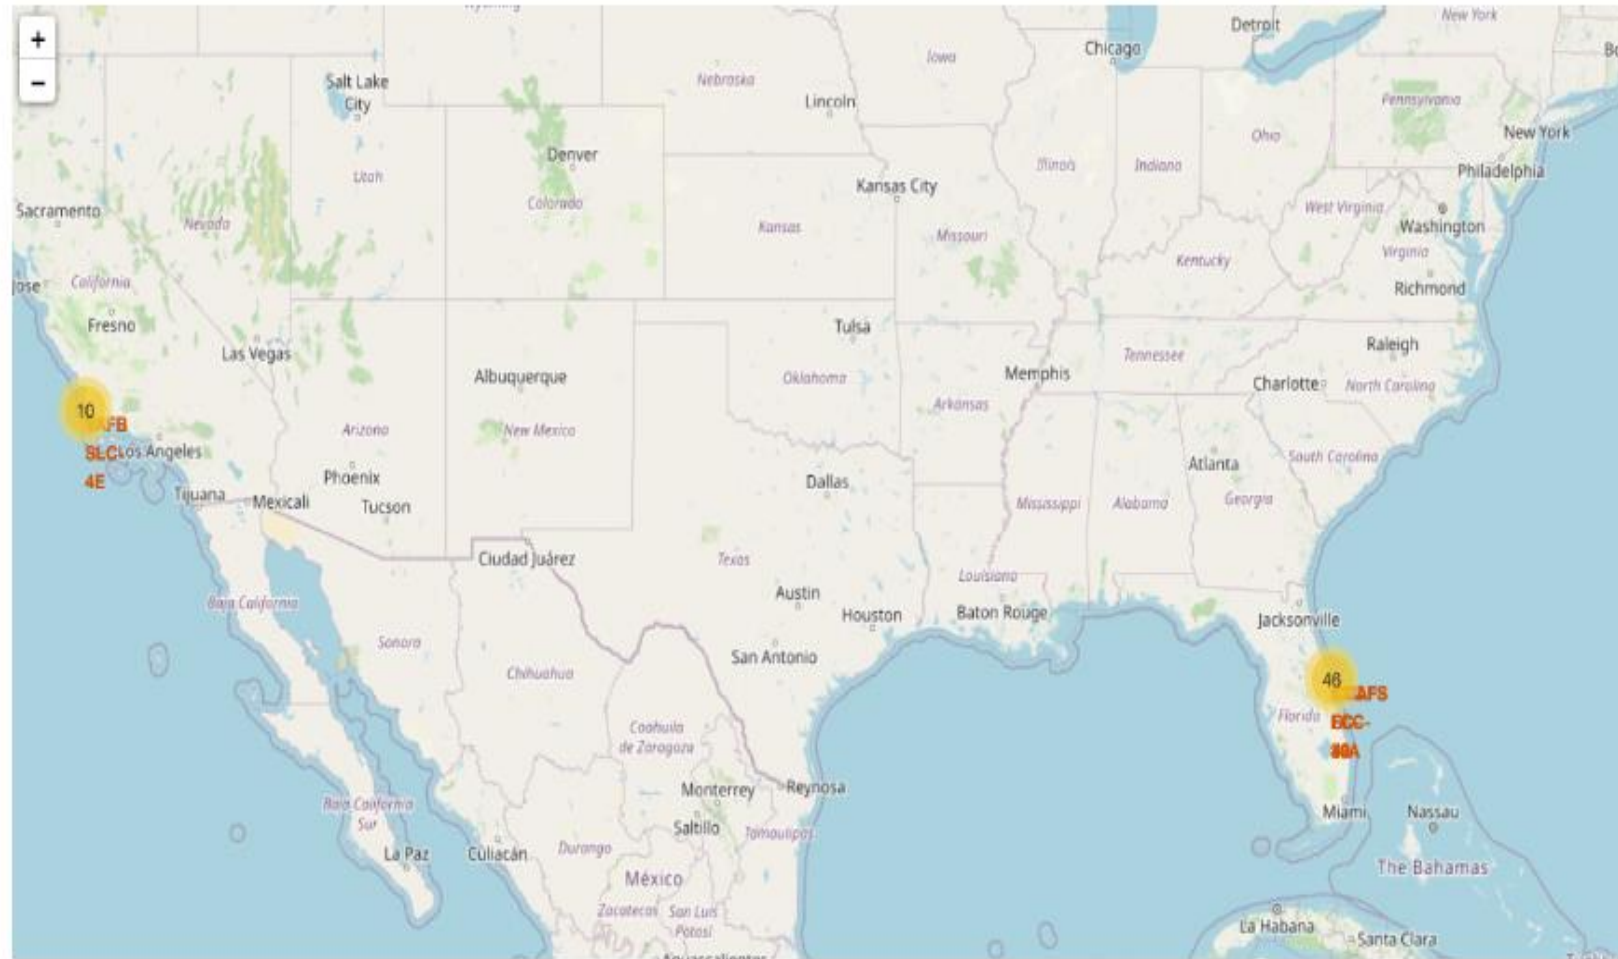 +
−
Wyoming
Detroit
New York
Chicago
Iowa
Salt Lake
City
Nebraska
Lincoln
Pennsylvania
New York
Ohio
Denver
Illinois
Indiana
Philadelphia
Utah
Kansas City
Colorado
Sacramento
West Virginia
Nevada
Kansas
Missouri
Washington
Virginia
Kentucky
Jose
California
Richmond
Fresno
Tulsa
Las Vegas
Raleigh
Tennessee
Albuquerque
Oklahoma
Memphis
Charlotte
North Carolina
10
AFB
Arkansas
Arizona
New Mexico
SLC-
Los Angeles
South Carolina
Atlanta
4E
Phoenix
Dallas
Tijuana
Mexicali
Tucson
Mississippi
Alabama
Georgia
Ciudad Juárez
Texas
Louisiana
Austin
Baja California
Houston
Baton Rouge
Jacksonville
Sonora
San Antonio
Chihuahua
46
AFS
Florida
Coahuila
de Zaragoza
Monterrey
Reynosa
Baja California
Sur
Saltillo
Tamaulipas
Miami
Nassau
La Paz
Culiacán
Durango
México
The Bahamas
Zacatecas
San Luis
Potosí
La Habana
Santa Clara
Aguascalientes